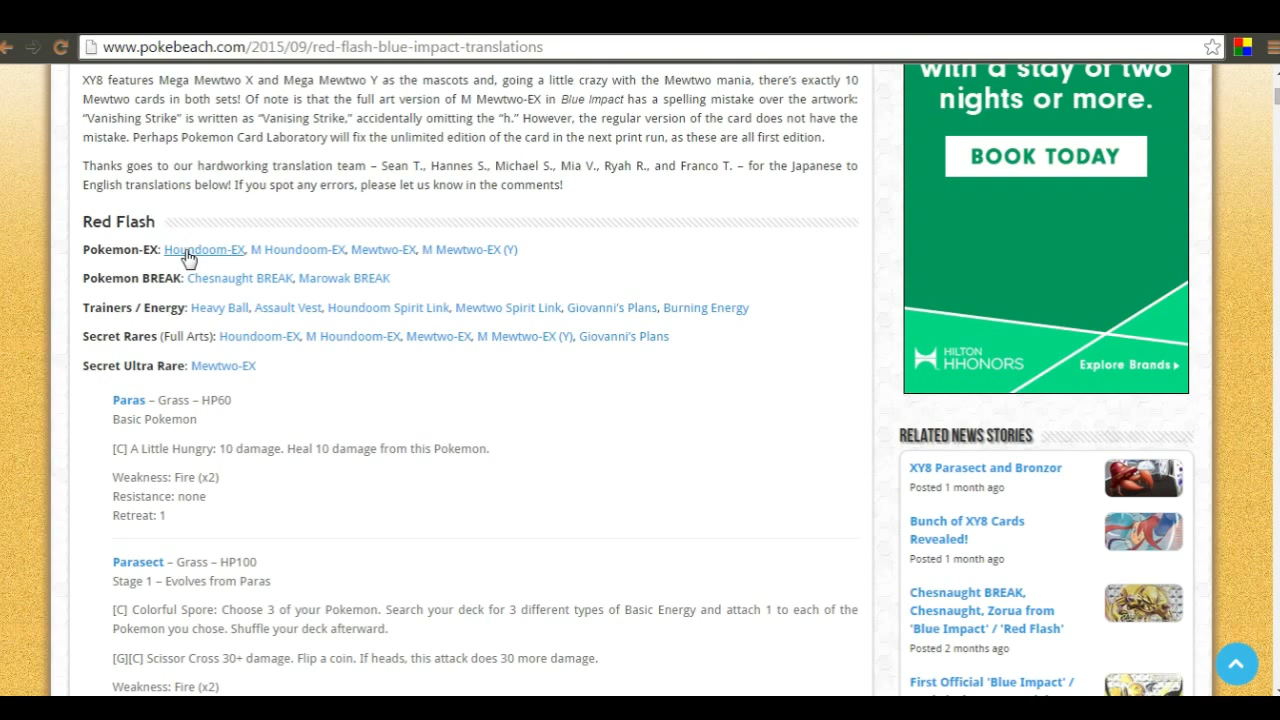 www.pokebeach.com/2015/09/red-flash-blue-impact-translations
XY8 features Mega Mewtwo X and Mega Mewtwo Y as the mascots and, going a little crazy with the Mewtwo mania, there's exactly 10
Mewtwo cards in both sets! Of note is that the full art version of M Mewtwo-EX in Blue Impact has a spelling mistake over the artwork:
“Vanishing Strike” is written as “Vanising Strike,” accidentally omitting the “h.” However, the regular version of the card does not have the
mistake. Perhaps Pokemon Card Laboratory will fix the unlimited edition of the card in the next print run, as these are all first edition.
Thanks goes to our hardworking translation team – Sean T., Hannes S., Michael S., Mia V., Ryah R., and Franco T. – for the Japanese to
English translations below! If you spot any errors, please let us know in the comments!
Red Flash
Pokemon-EX: Houndoom-EX, M Houndoom-EX, Mewtwo-EX, M Mewtwo-EX (Y)
Pokemon BREAK: Chesnaught BREAK, Marowak BREAK
Trainers / Energy: Heavy Ball, Assault Vest, Houndoom Spirit Link, Mewtwo Spirit Link, Giovanni's Plans, Burning Energy
Secret Rares (Full Arts): Houndoom-EX, M Houndoom-EX, Mewtwo-EX, M Mewtwo-EX (Y), Giovanni's Plans
Secret Ultra Rare: Mewtwo-EX
Paras – Grass – HP60
Basic Pokemon
[C] A Little Hungry: 10 damage. Heal 10 damage from this Pokemon.
Weakness: Fire (x2)
Resistance: none
Retreat: 1
Parasect – Grass – HP100
Stage 1 – Evolves from Paras
[C] Colorful Spore: Choose 3 of your Pokemon. Search your deck for 3 different types of Basic Energy and attach 1 to each of the
Pokemon you chose. Shuffle your deck afterward.
[G][C] Scissor Cross 30+ damage. Flip a coin. If heads, this attack does 30 more damage.
Weakness: Fire (x2)
with a stay of two
nights or more.
BOOK TODAY
HILTON
HHONORS
Explore Brands
RELATED NEWS STORIES
XY8 Parasect and Bronzor
Posted 1 month ago
Bunch of XY8 Cards
Revealed!
Posted 1 month ago
Chesnaught BREAK,
Chesnaught, Zorua from
'Blue Impact' / 'Red Flash'
Posted 2 months ago
First Official 'Blue Impact' /